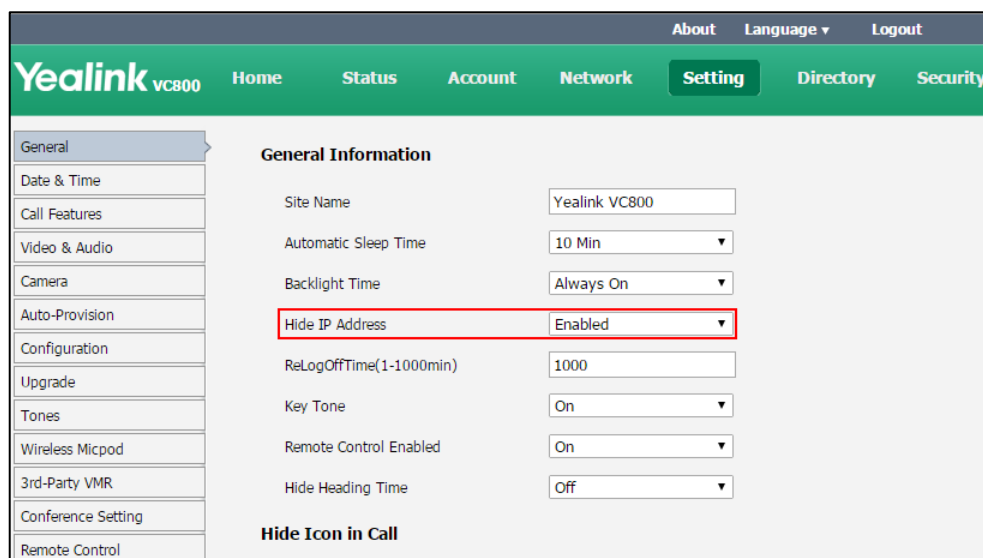 About Language ▾ Logout
Yealink VC800 Home Status Account Network Setting Directory Security
General
Date & Time
Call Features
Video & Audio
Camera
Auto-Provision
Configuration
Upgrade
Tones
Wireless Micpod
3rd-Party VMR
Conference Setting
Remote Control
General Information
Site Name Yealink VC800
Automatic Sleep Time 10 Min
Backlight Time Always On
Hide IP Address Enabled
ReLogOffTime(1-1000min) 1000
Key Tone On
Remote Control Enabled On
Hide Heading Time Off
Hide Icon in Call